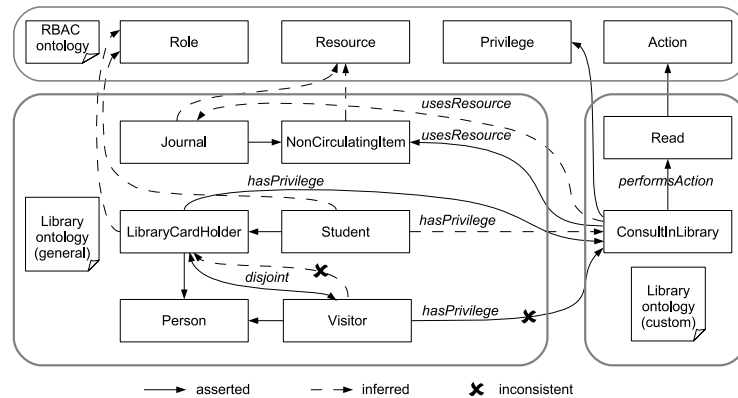 RBAC
ontology
Role
Resource
Privilege
Action
usesResource
Journal
NonCirculatingItem
usesResource
Read
hasPrivilege
performsAction
Library
ontology
(general)
LibraryCardHolder
Student
hasPrivilege
ConsultInLibrary
disjoint
Person
Visitor
hasPrivilege
Library
ontology
(custom)
asserted
inferred
inconsistent